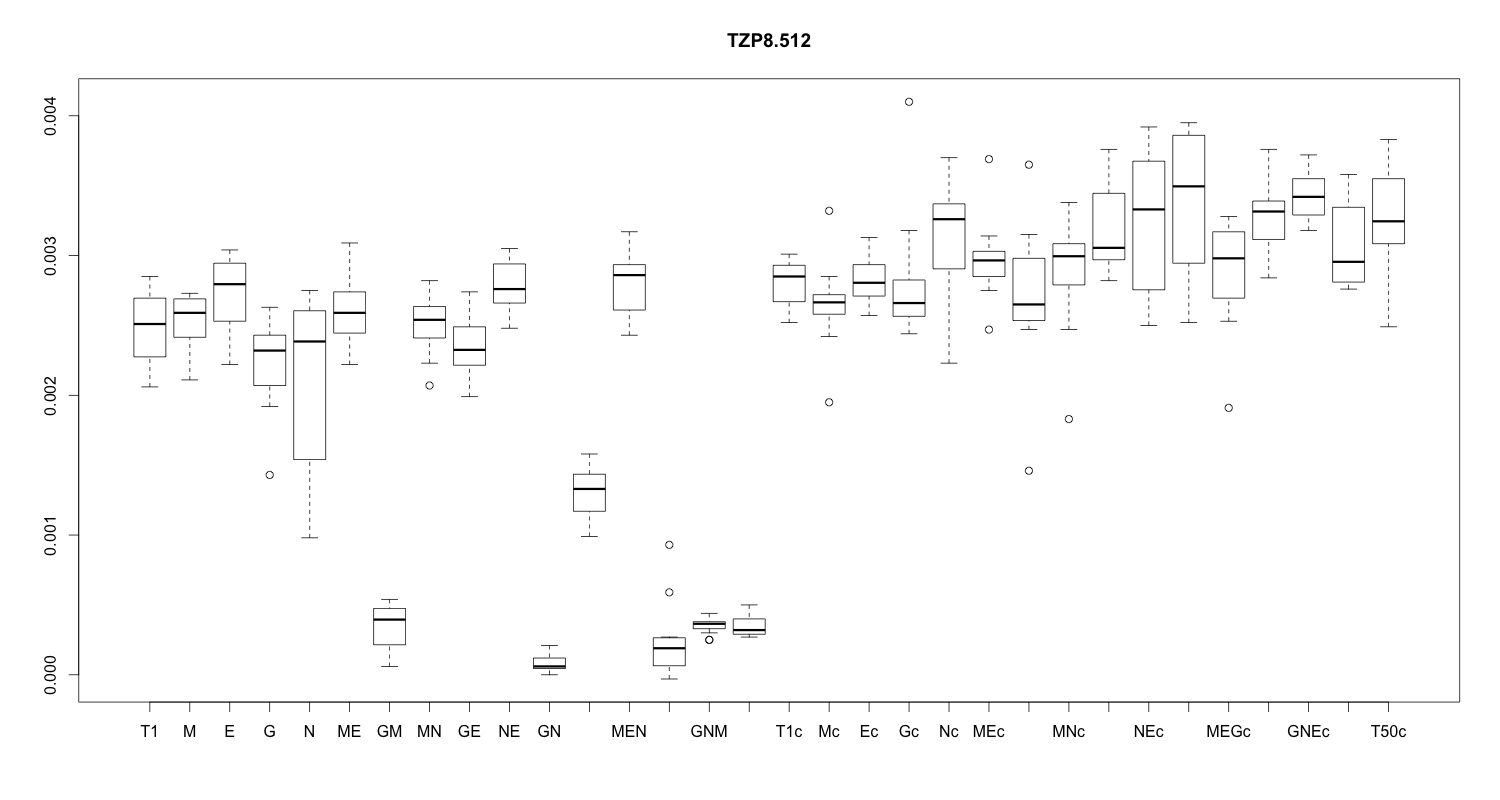 TZP8.512
0.004
0.003
0.002
0.001
0.000
T1 M E G N ME GM MN GE NE GN MEN GNM T1c Mc Ec Gc Nc MEc MNc NEc MEGc GNEc T50c